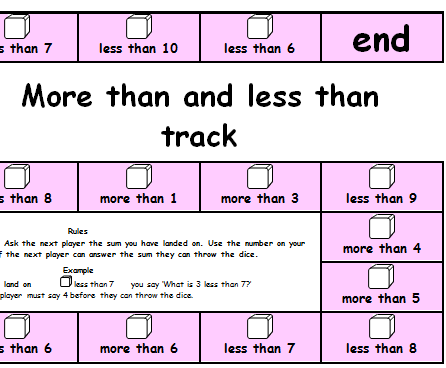 s than 7 less than 10 less than 6 end
More than and less than
track
s than 8 more than 1 more than 3 less than 9
Rules
Ask the next player the sum you have landed on. Use the number on your
f the next player can answer the sum they can throw the dice.
more than 4
Example
land on less than 7 you say 'What is 3 less than 7?'
player must say 4 before they can throw the dice.
more than 5
s than 6 more than 6 less than 7 less than 8